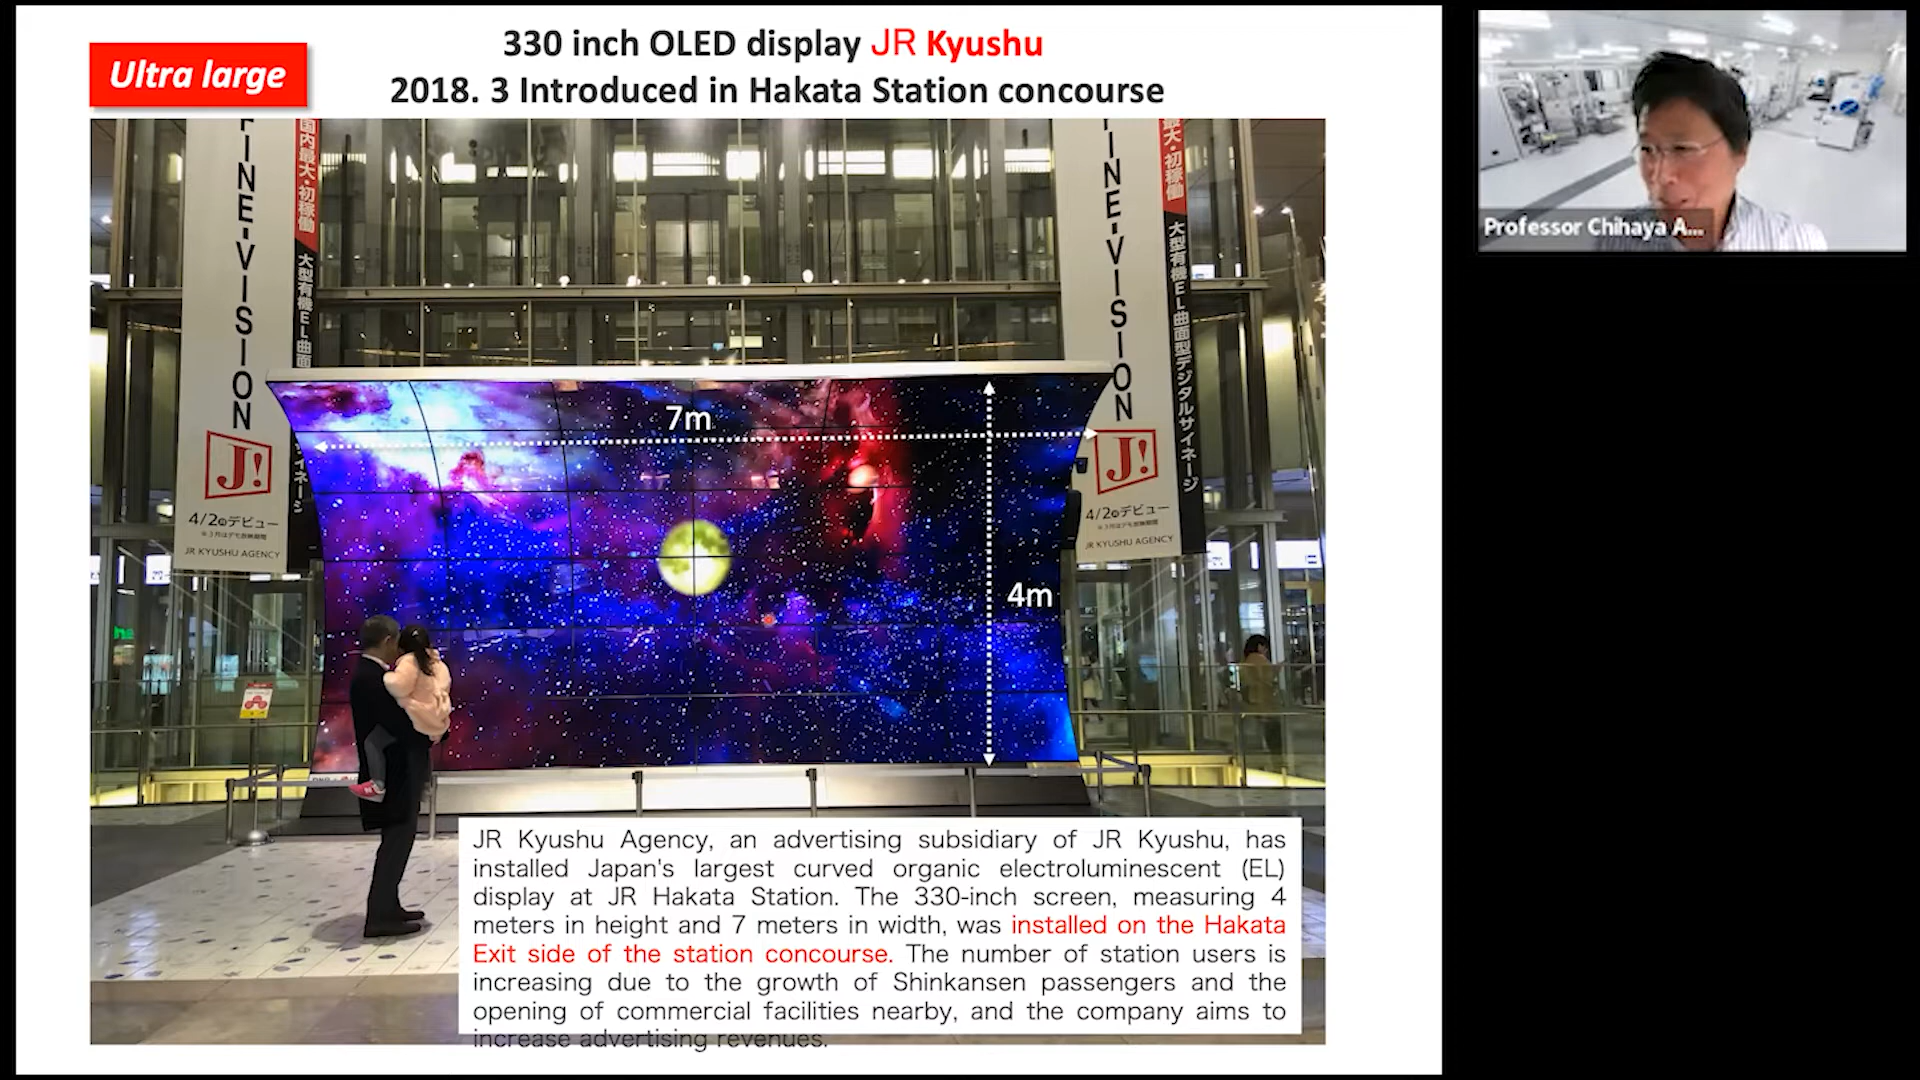 Ultra large
330 inch OLED display JR Kyushu
2018. 3 Introduced in Hakata Station concourse
FINE-VISION
国内最大・初稼働
大型有機EL曲面
イネージ
J!
4/2㊊デビュー
JR KYUSHU AGENCY
7m
4m
INE-VISION
最大・初稼働
大型有機EL曲面型デジタルサイネージ
J!
4/2㊊デビュー
JR KYUSHU AGENCY
JR Kyushu Agency, an advertising subsidiary of JR Kyushu, has
installed Japan's largest curved organic electroluminescent (EL)
display at JR Hakata Station. The 330-inch screen, measuring 4
meters in height and 7 meters in width, was installed on the Hakata
Exit side of the station concourse. The number of station users is
increasing due to the growth of Shinkansen passengers and the
opening of commercial facilities nearby, and the company aims to
increase advertising revenues.
Professor Chihaya A...